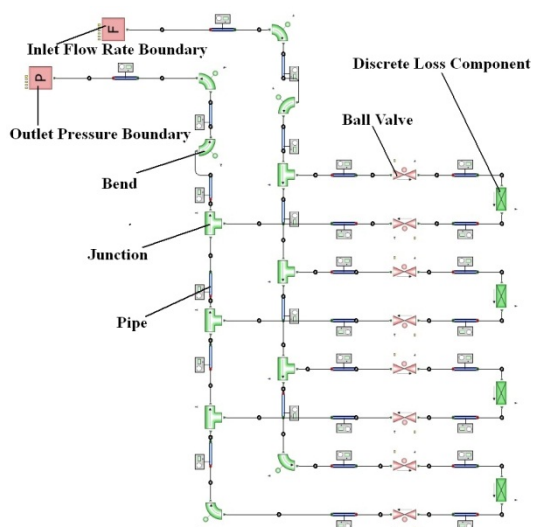 F
Inlet Flow Rate Boundary
P
Discrete Loss Component
Outlet Pressure Boundary
Ball Valve
Bend
Junction
Pipe